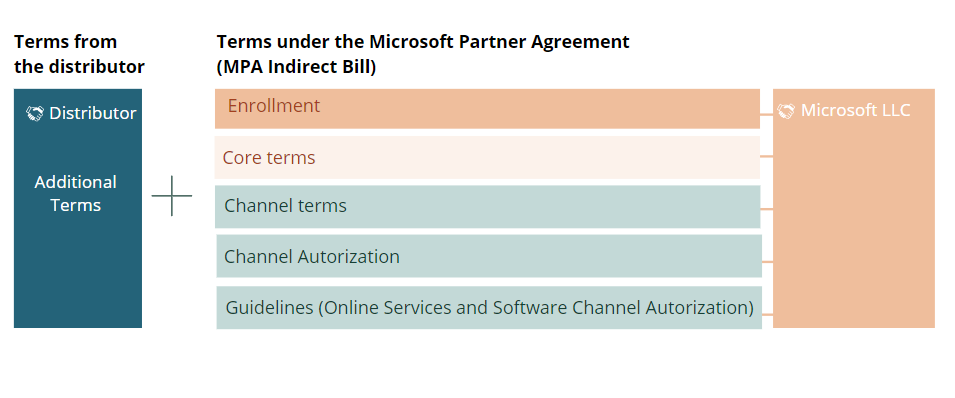 Terms from
the distributor
Terms under the Microsoft Partner Agreement
(MPA Indirect Bill)
Distributor
Additional
Terms
Enrollment
Core terms
Channel terms
Channel Autorization
Guidelines (Online Services and Software Channel Autorization)
Microsoft LLC